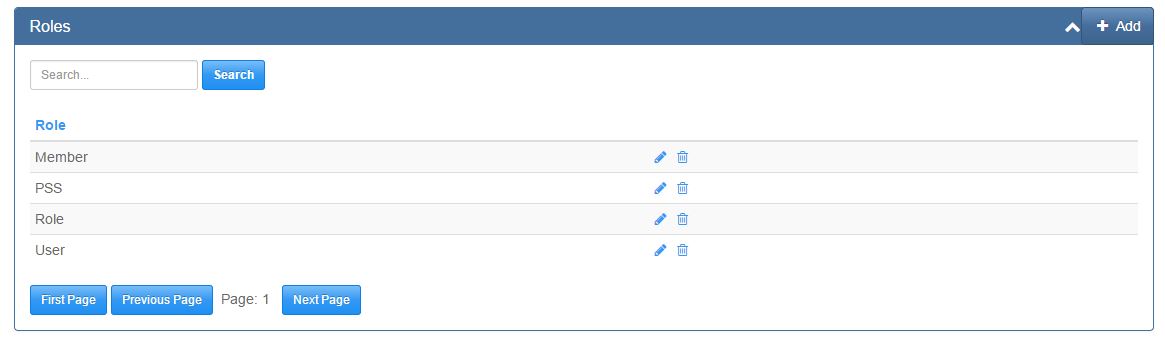 Roles
Add
Search...
Search
Role
Member
PSS
Role
User
First Page Previous Page Page: 1 Next Page